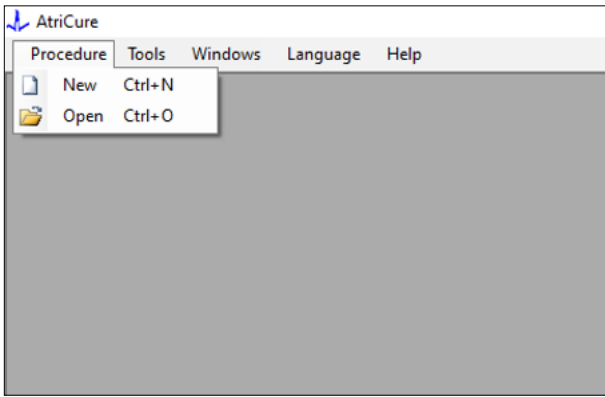 AtriCure
Procedure Tools Windows Language Help
New Ctrl+N
Open Ctrl+O